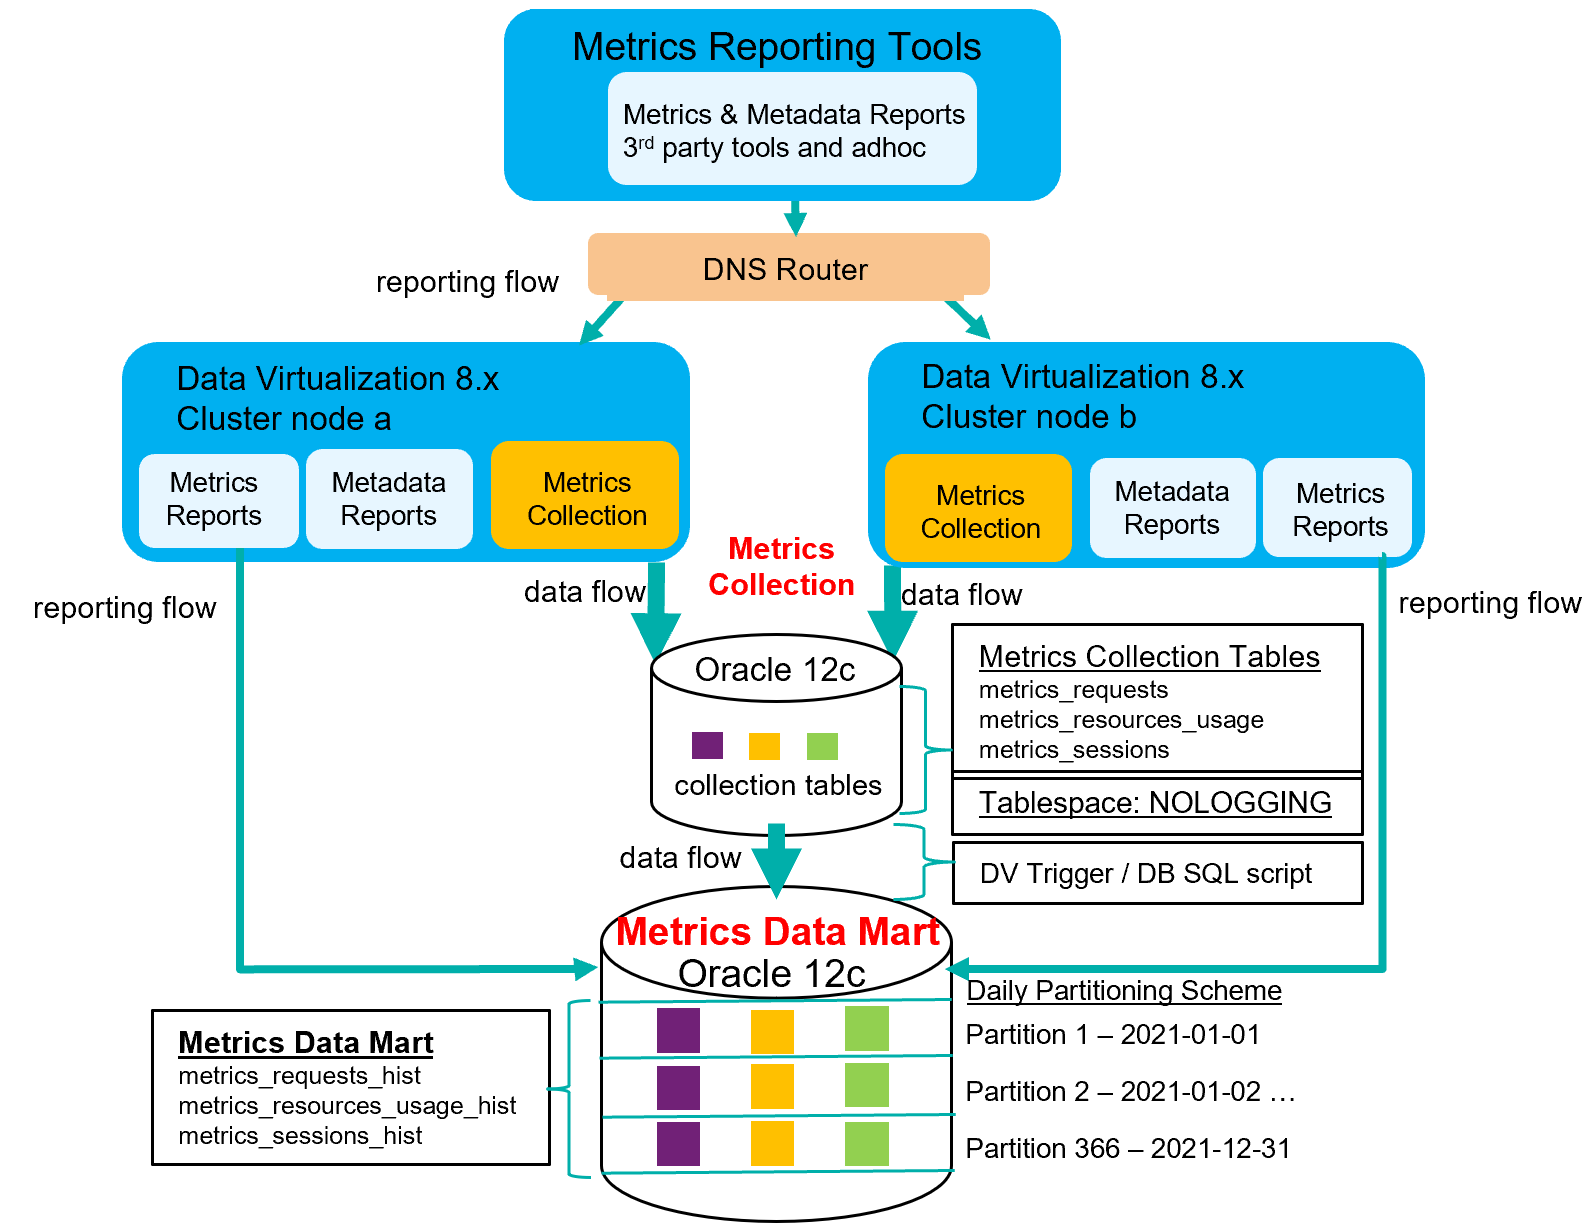 Metrics Reporting Tools
Metrics & Metadata Reports
3rd party tools and adhoc
DNS Router
reporting flow
Data Virtualization 8.x
Cluster node a
Metrics
Reports
Metadata
Reports
Metrics
Collection
Data Virtualization 8.x
Cluster node b
Metrics
Collection
Metadata
Reports
Metrics
Reports
Metrics
Collection
reporting flow
data flow
data flow
reporting flow
Oracle 12c
collection tables
Metrics Collection Tables
metrics_requests
metrics_resources_usage
metrics_sessions
Tablespace: NOLOGGING
data flow
DV Trigger / DB SQL script
Metrics Data Mart
Oracle 12c
Daily Partitioning Scheme
Partition 1 – 2021-01-01
Partition 2 – 2021-01-02 …
Partition 366 – 2021-12-31
Metrics Data Mart
metrics_requests_hist
metrics_resources_usage_hist
metrics_sessions_hist